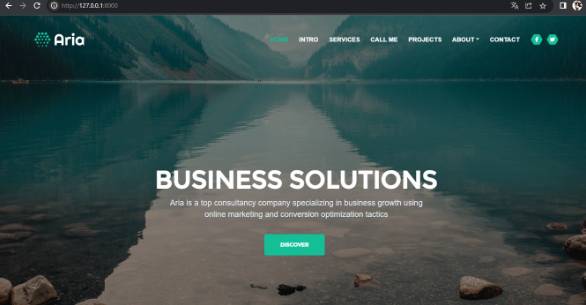 http://127.0.0.1:8000
Aria
HOME INTRO SERVICES CALL ME PROJECTS ABOUT CONTACT
BUSINESS SOLUTIONS
Aria is a top consultancy company specializing in business growth using
online marketing and conversion optimization tactics
DISCOVER